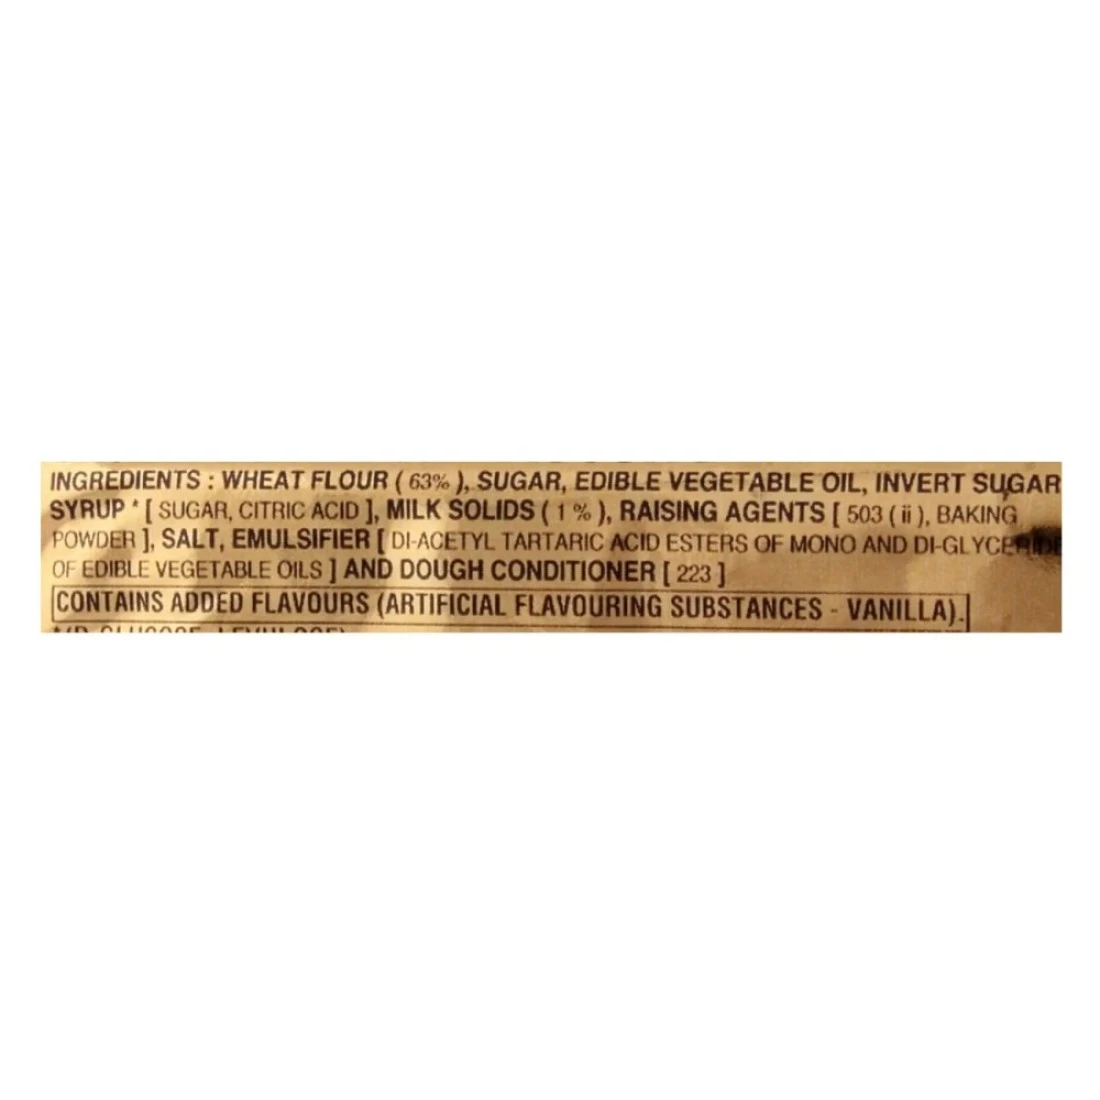 INGREDIENTS : WHEAT FLOUR ( 63% ), SUGAR, EDIBLE VEGETABLE OIL, INVERT SUGAR
SYRUP * [ SUGAR, CITRIC ACID ], MILK SOLIDS ( 1 % ), RAISING AGENTS [ 503 ( ii ), BAKING
POWDER ], SALT, EMULSIFIER [ DI-ACETYL TARTARIC ACID ESTERS OF MONO AND DI-GLYCERIDE
OF EDIBLE VEGETABLE OILS ] AND DOUGH CONDITIONER [ 223 ]
CONTAINS ADDED FLAVOURS (ARTIFICIAL FLAVOURING SUBSTANCES - VANILLA).